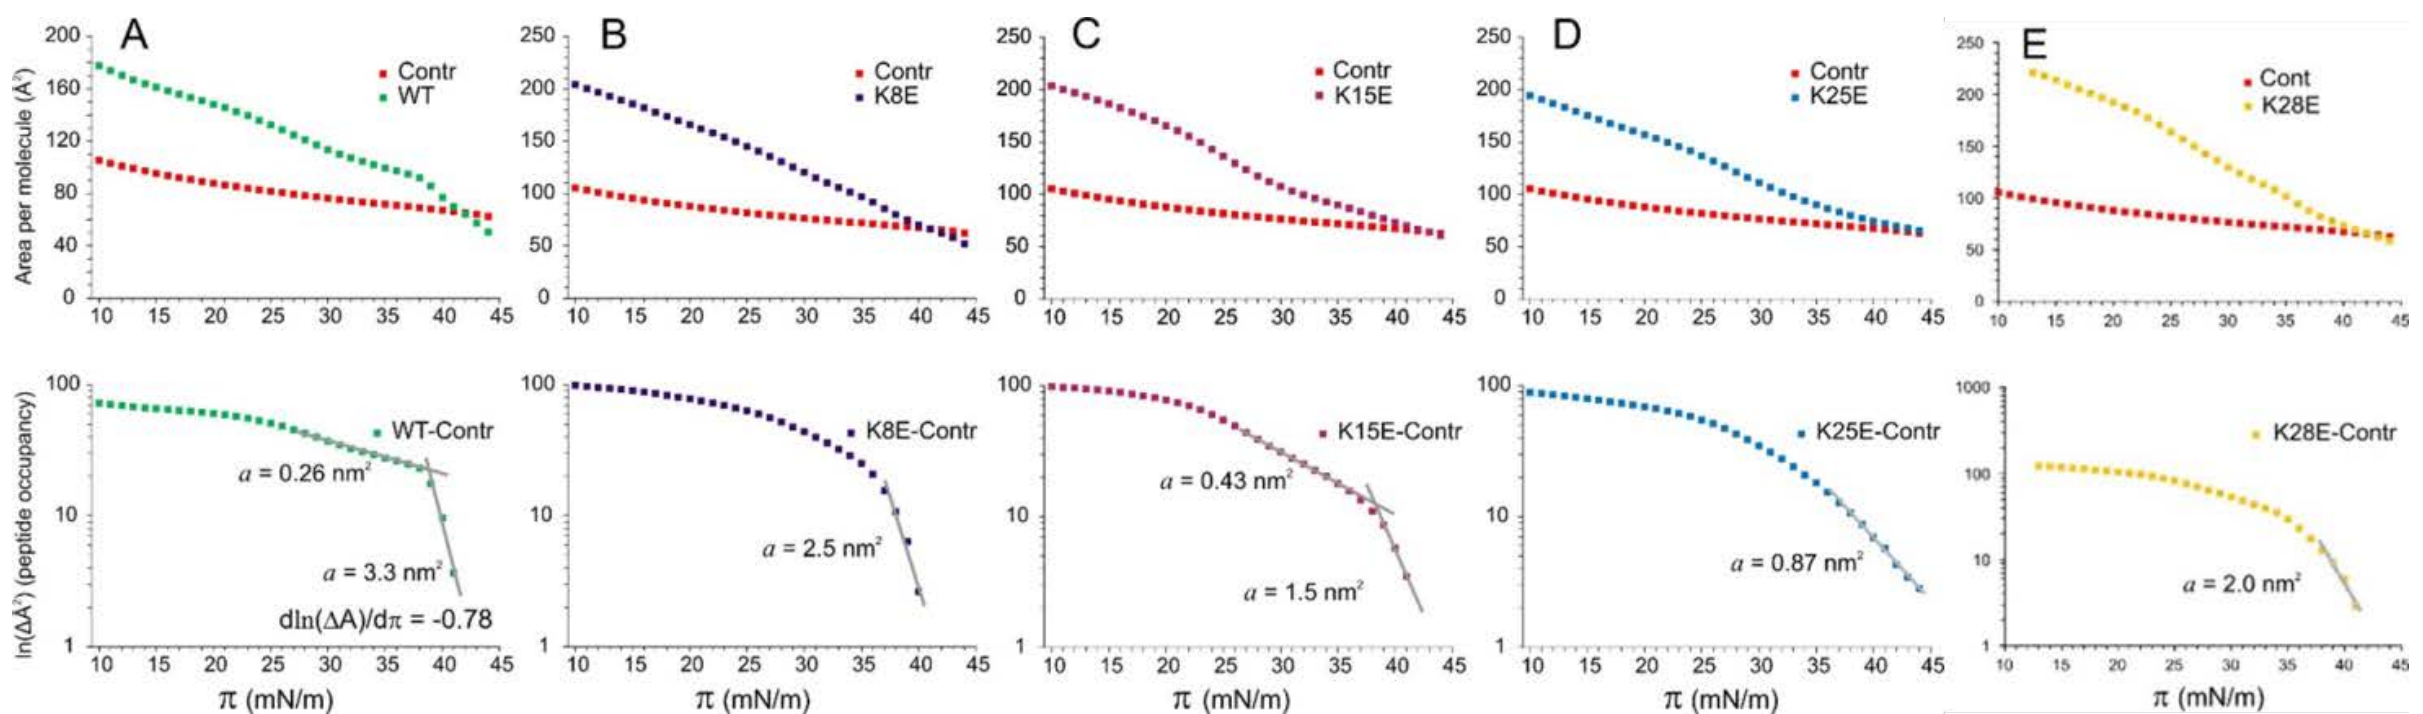 A
B
C
D
E
Area per molecule (Å²)
200
160
120
80
40
0
10 15 20 25 30 35 40 45
Contr
WT
250
200
150
100
50
0
10 15 20 25 30 35 40 45
Contr
K8E
250
200
150
100
50
0
10 15 20 25 30 35 40 45
Contr
K15E
250
200
150
100
50
0
10 15 20 25 30 35 40 45
Contr
K25E
250
200
150
100
50
0
10 15 20 25 30 35 40 45
Cont
K28E
ln(ΔA²) (peptide occupancy)
100
10
1
10 15 20 25 30 35 40 45
WT-Contr
a = 0.26 nm²
a = 3.3 nm²
dln(ΔA)/dπ = -0.78
π (mN/m)
100
10
1
10 15 20 25 30 35 40 45
K8E-Contr
a = 2.5 nm²
π (mN/m)
100
10
1
10 15 20 25 30 35 40 45
K15E-Contr
a = 0.43 nm²
a = 1.5 nm²
π (mN/m)
100
10
1
10 15 20 25 30 35 40 45
K25E-Contr
a = 0.87 nm²
π (mN/m)
1000
100
10
1
10 15 20 25 30 35 40 45
K28E-Contr
a = 2.0 nm²
π (mN/m)